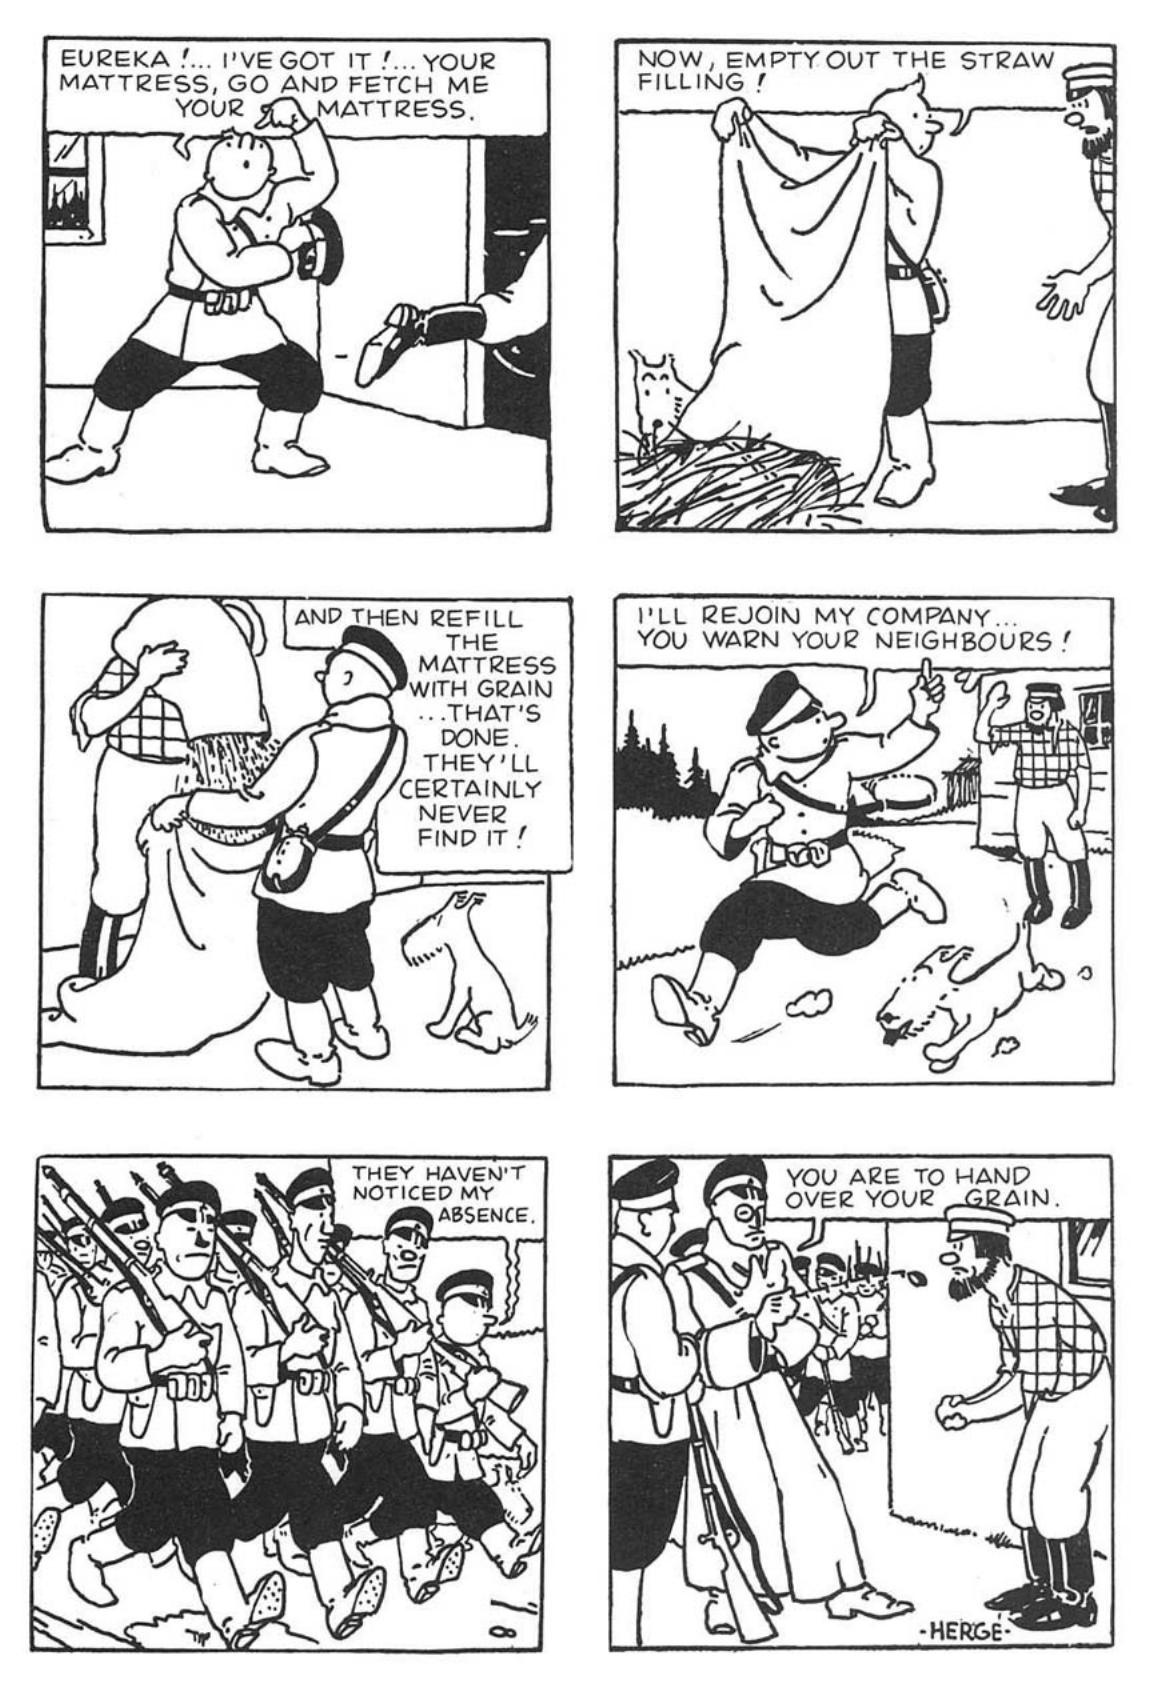 EUREKA !... I'VE GOT IT !... YOUR
MATTRESS, GO AND FETCH ME
YOUR MATTRESS.
NOW, EMPTY OUT THE STRAW
FILLING !
AND THEN REFILL
THE
MATTRESS
WITH GRAIN
...THAT'S
DONE.
THEY'LL
CERTAINLY
NEVER
FIND IT !
I'LL REJOIN MY COMPANY...
YOU WARN YOUR NEIGHBOURS !
THEY HAVEN'T
NOTICED MY
ABSENCE.
YOU ARE TO HAND
OVER YOUR GRAIN.
-HERGÉ-